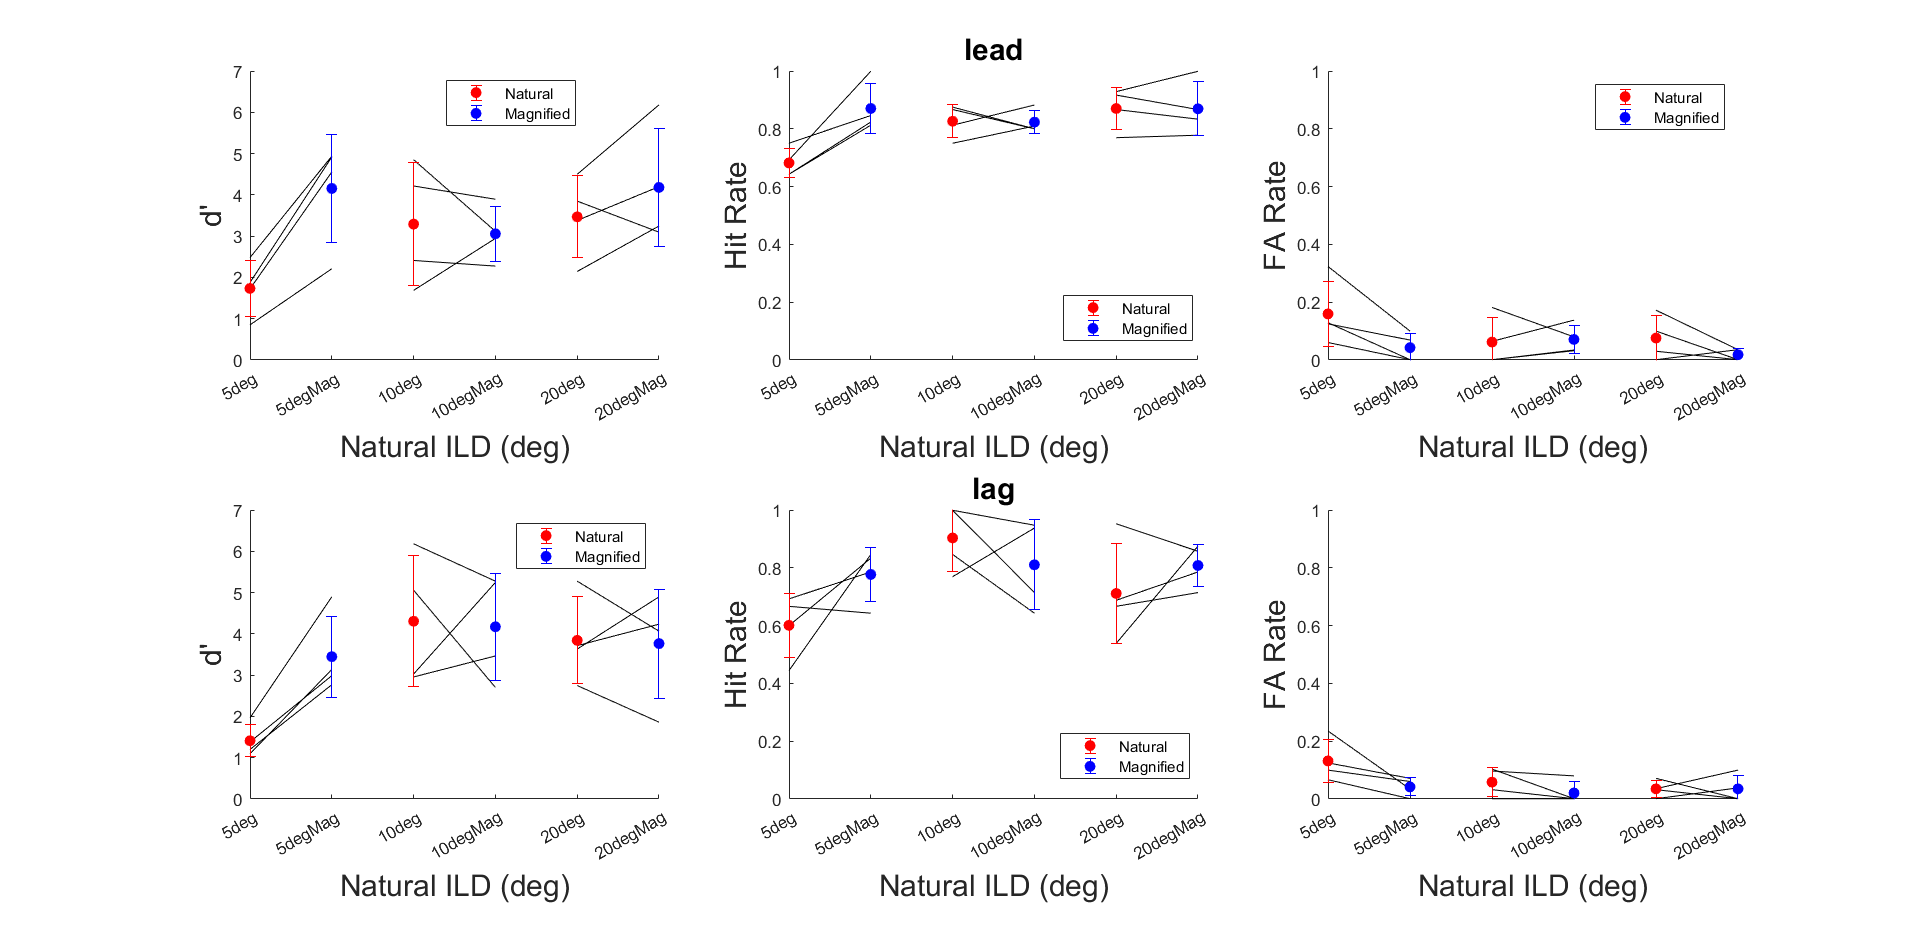 lead
7
6
5
4
3
2
1
0
d'
Natural
Magnified
5deg
5degMag
10deg
10degMag
20deg
20degMag
Natural ILD (deg)
1
0.8
0.6
0.4
0.2
0
Hit Rate
Natural
Magnified
5deg
5degMag
10deg
10degMag
20deg
20degMag
Natural ILD (deg)
1
0.8
0.6
0.4
0.2
0
FA Rate
Natural
Magnified
5deg
5degMag
10deg
10degMag
20deg
20degMag
Natural ILD (deg)
lag
7
6
5
4
3
2
1
0
d'
Natural
Magnified
5deg
5degMag
10deg
10degMag
20deg
20degMag
Natural ILD (deg)
1
0.8
0.6
0.4
0.2
0
Hit Rate
Natural
Magnified
5deg
5degMag
10deg
10degMag
20deg
20degMag
Natural ILD (deg)
1
0.8
0.6
0.4
0.2
0
FA Rate
5deg
5degMag
10deg
10degMag
20deg
20degMag
Natural ILD (deg)